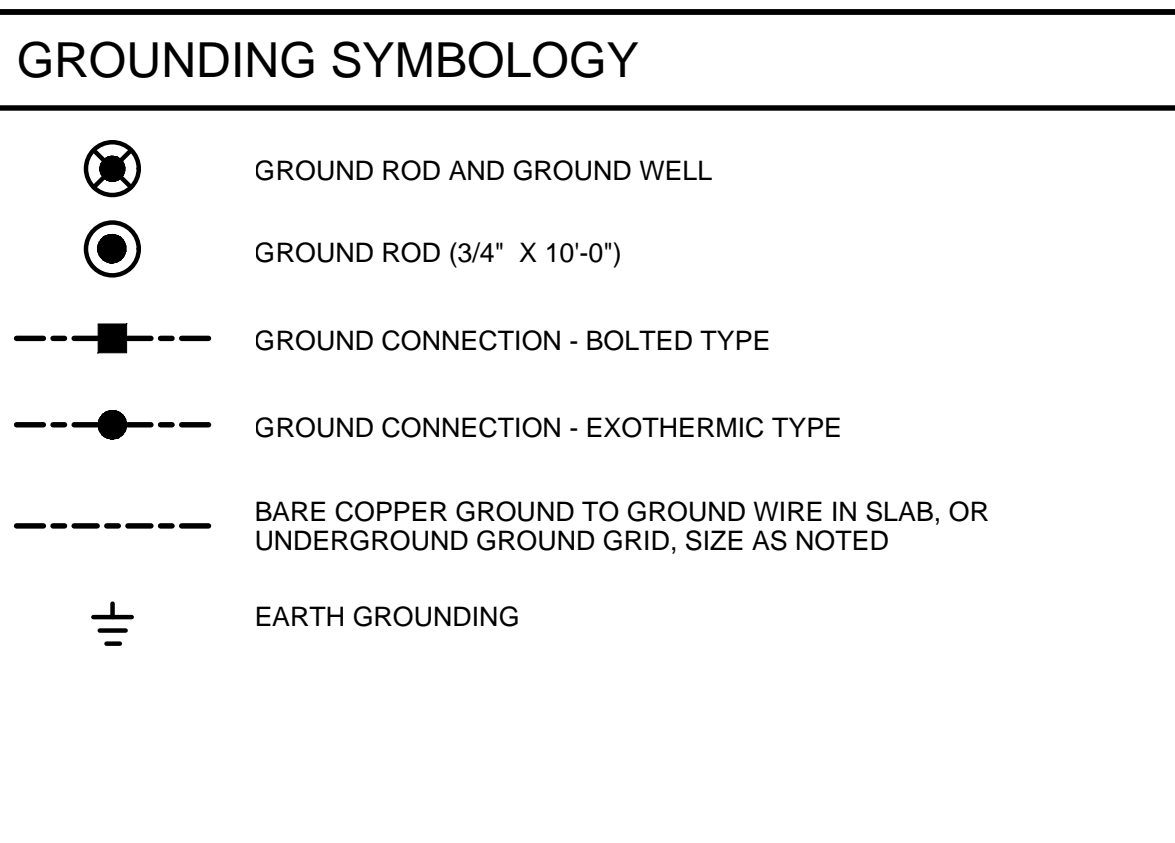 GROUNDING SYMBOLOGY
GROUND ROD AND GROUND WELL
GROUND ROD (3/4"  X 10'-0")
GROUND CONNECTION - BOLTED TYPE
GROUND CONNECTION - EXOTHERMIC TYPE
BARE COPPER GROUND TO GROUND WIRE IN SLAB, OR
UNDERGROUND GROUND GRID, SIZE AS NOTED
EARTH GROUNDING